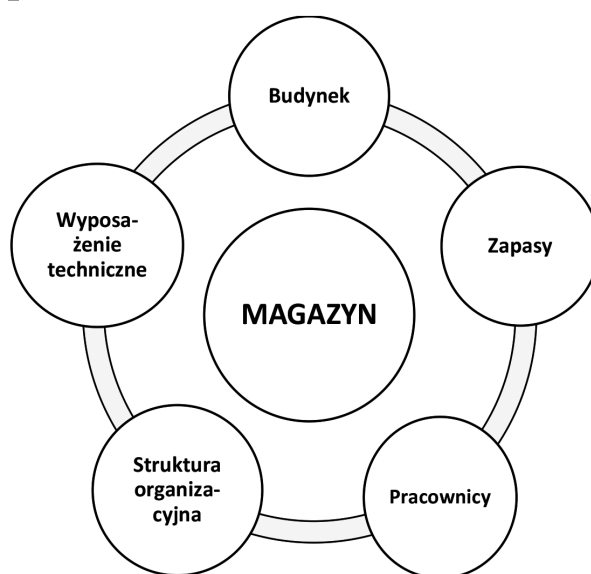 Budynek
Wyposa-
żenie
techniczne
Zapasy
MAGAZYN
Struktura
organiza-
cyjna
Pracownicy